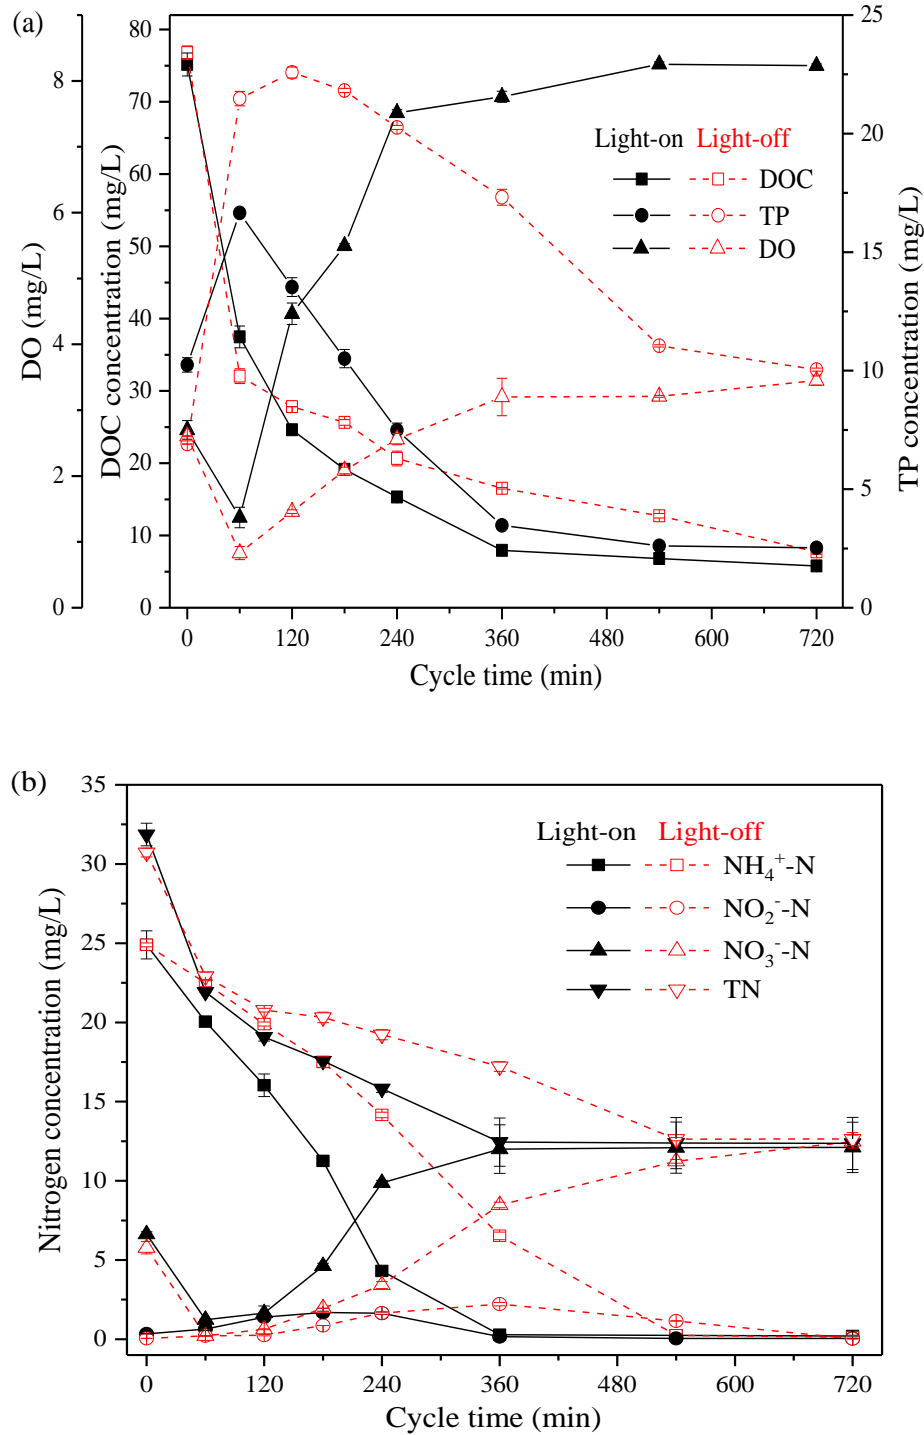 (a)
DO (mg/L)
0
2
4
6
8
DOC concentration (mg/L)
0
10
20
30
40
50
60
70
80
TP concentration (mg/L)
0
5
10
15
20
25
Light-on Light-off
DOC
TP
DO
0 120 240 360 480 600 720
Cycle time (min)
(b)
Nitrogen concentration (mg/L)
35
30
25
20
15
10
5
0
Light-on Light-off
NH₄⁺-N
NO₂⁻-N
NO₃⁻-N
TN
0 120 240 360 480 600 720
Cycle time (min)